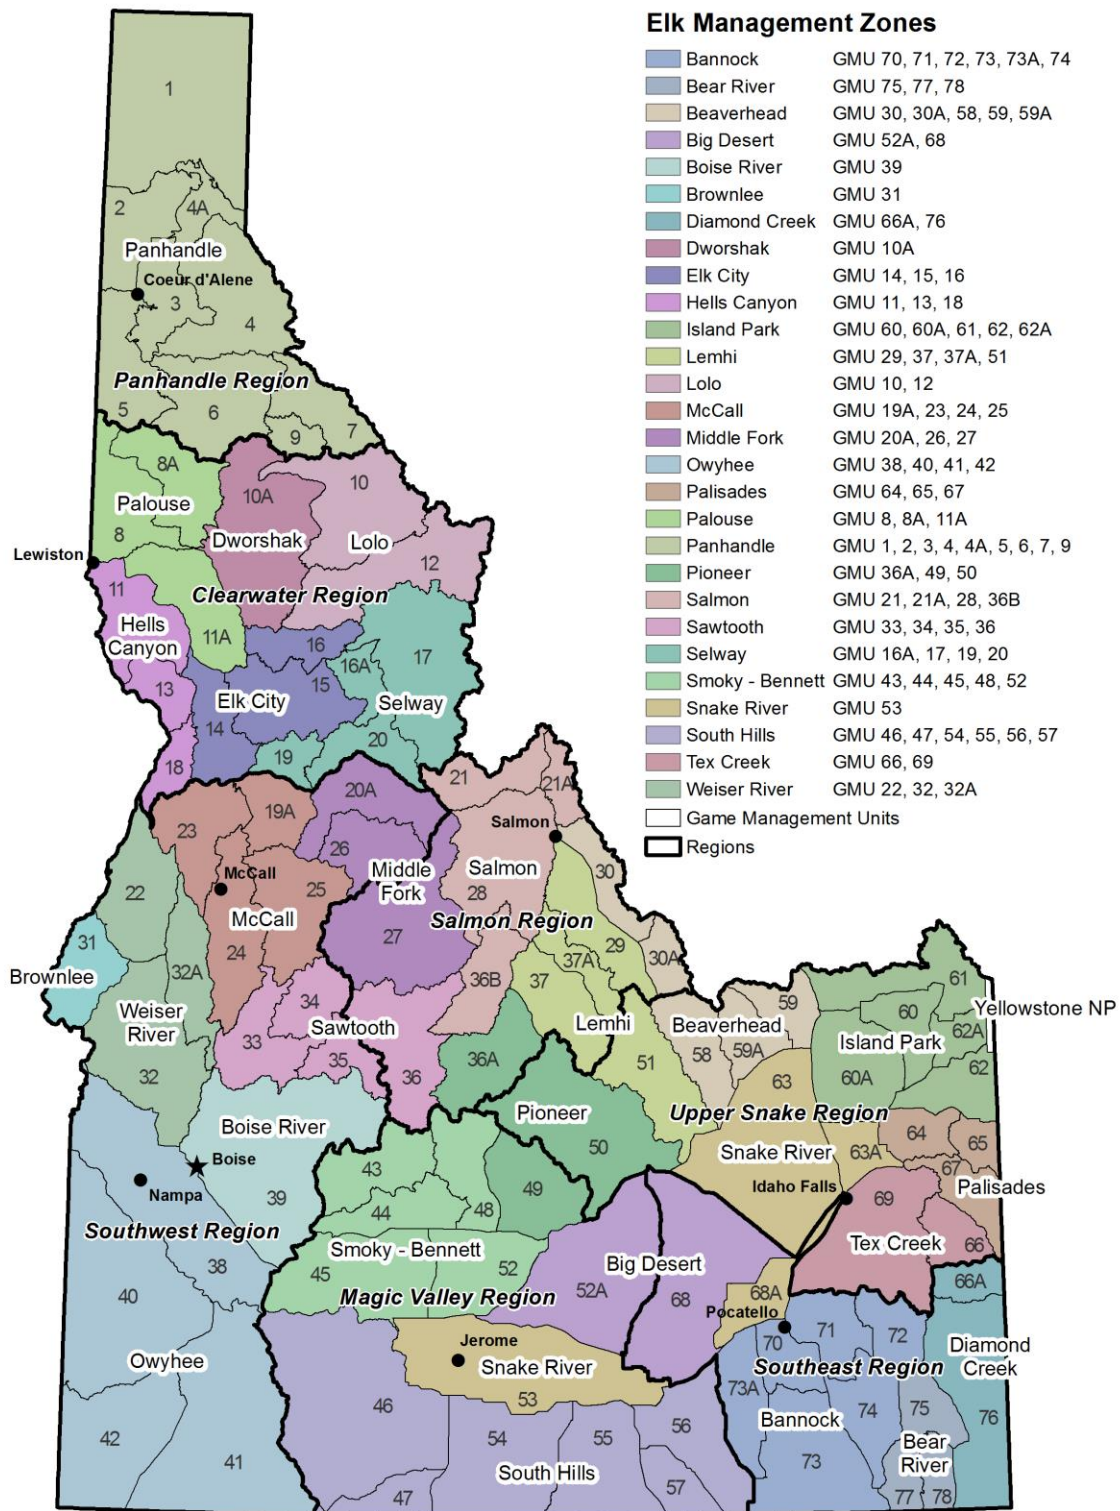 Elk Management Zones
Bannock GMU 70, 71, 72, 73, 73A, 74
Bear River GMU 75, 77, 78
Beaverhead GMU 30, 30A, 58, 59, 59A
Big Desert GMU 52A, 68
Boise River GMU 39
Brownlee GMU 31
Diamond Creek GMU 66A, 76
Dworshak GMU 10A
Elk City GMU 14, 15, 16
Hells Canyon GMU 11, 13, 18
Island Park GMU 60, 60A, 61, 62, 62A
Lemhi GMU 29, 37, 37A, 51
Lolo GMU 10, 12
McCall GMU 19A, 23, 24, 25
Middle Fork GMU 20A, 26, 27
Owyhee GMU 38, 40, 41, 42
Palisades GMU 64, 65, 67
Palouse GMU 8, 8A, 11A
Panhandle GMU 1, 2, 3, 4, 4A, 5, 6, 7, 9
Pioneer GMU 36A, 49, 50
Salmon GMU 21, 21A, 28, 36B
Sawtooth GMU 33, 34, 35, 36
Selway GMU 16A, 17, 19, 20
Smoky - Bennett GMU 43, 44, 45, 48, 52
Snake River GMU 53
South Hills GMU 46, 47, 54, 55, 56, 57
Tex Creek GMU 66, 69
Weiser River GMU 22, 32, 32A
Game Management Units
Regions
1
2
4A
Panhandle
Coeur d'Alene
3
4
Panhandle Region
5
6
9
7
8A
Palouse
8
10A
Dworshak
10
Lolo
12
Lewiston
11
Clearwater Region
Hells
Canyon
11A
16
16A
17
13
Elk City
15
Selway
14
18
19
20
21
21A
20A
19A
23
Salmon
26
Middle
Fork
Salmon
28
30
McCall
25
McCall
22
Salmon Region
27
24
31
32A
Brownlee
29
37A
30A
37
36B
34
Weiser
River
Sawtooth
33
35
32
36
Lemhi
36A
51
Beaverhead
58
59
59A
61
Yellowstone NP
60
62A
Island Park
62
60A
63
Upper Snake Region
Pioneer
50
Boise River
Boise
Nampa
39
43
44
48
49
Snake River
63A
64
65
67
Palisades
Idaho Falls
69
Tex Creek
66
Southwest Region
38
40
Smoky - Bennett
45
52
Magic Valley Region
52A
Big Desert
68
68A
66A
Pocatello
70
71
72
Diamond
Creek
Southeast Region
Jerome
Snake River
53
Owyhee
42
41
46
54
55
56
South Hills
47
57
73A
Bannock
73
74
75
Bear
River
77
78
76